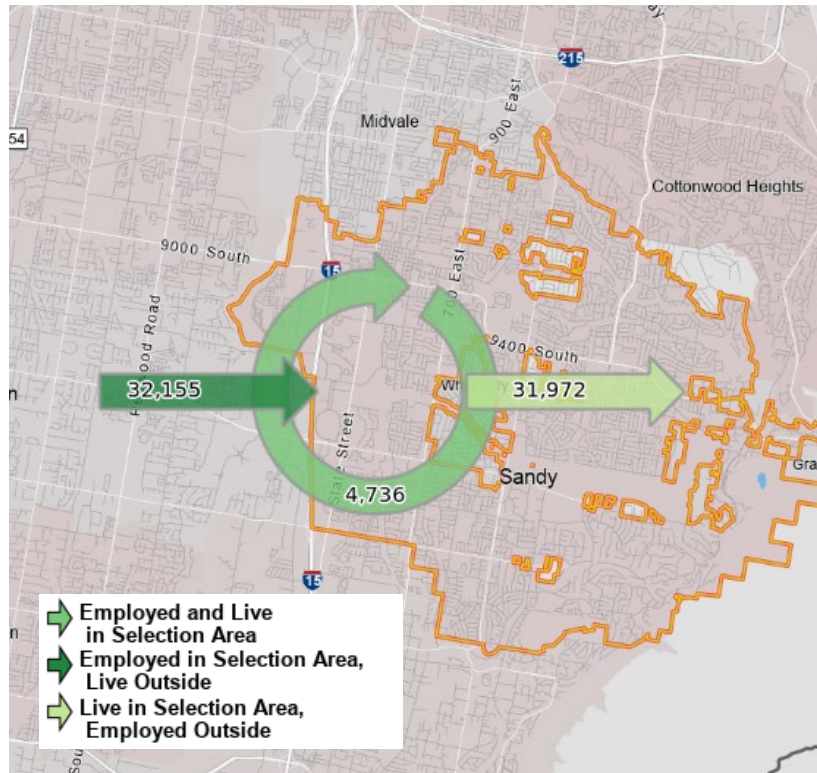 215
Midvale
900 East
54
Cottonwood Heights
9000 South
15
700 East
9400 South
32,155
31,972
State Street
4,736
Sandy
Gra
15
Employed and Live
in Selection Area
Employed in Selection Area,
Live Outside
Live in Selection Area,
Employed Outside